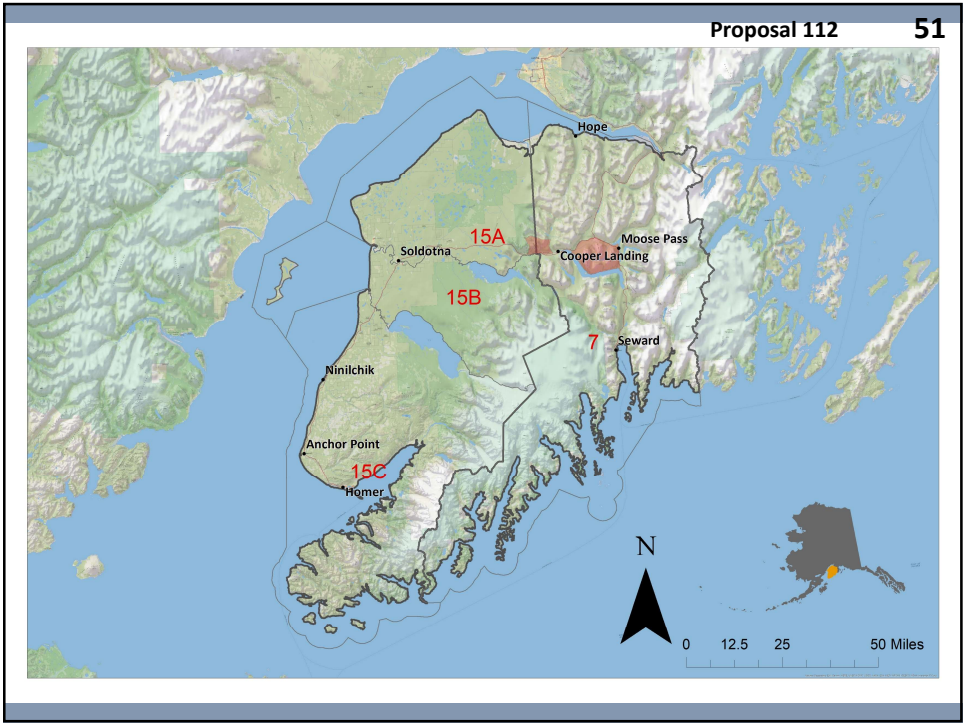 Proposal 112
51
Hope
15A
Moose Pass
Soldotna
Cooper Landing
15B
7
Seward
Ninilchik
Anchor Point
15C
Homer
N
0 12.5 25 50 Miles